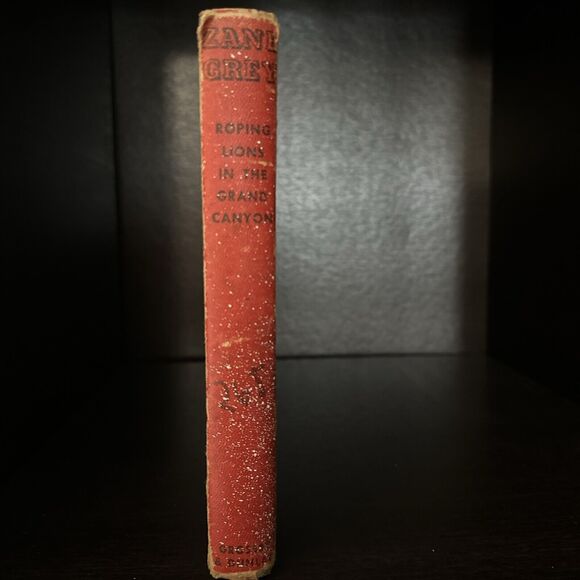 ZANE
GREY
ROPING
LIONS
IN THE
GRAND
CANYON
GROSSET
& DUNLAP